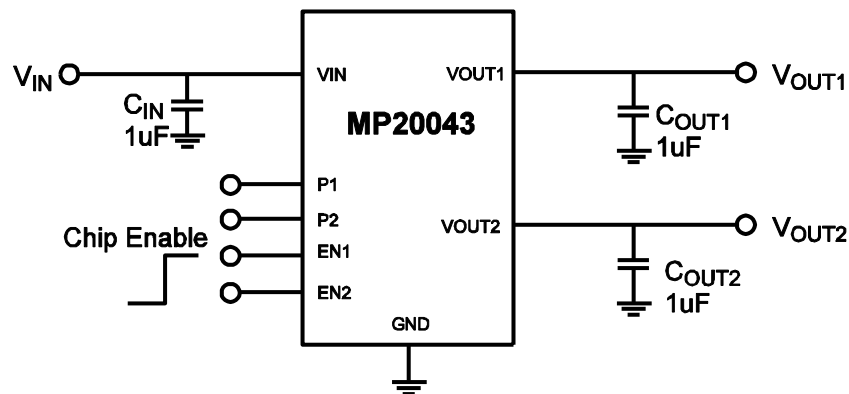 VIN
CIN
1uF
VIN
MP20043
VOUT1
VOUT1
COUT1
1uF
P1
P2
Chip Enable
EN1
EN2
VOUT2
VOUT2
COUT2
1uF
GND